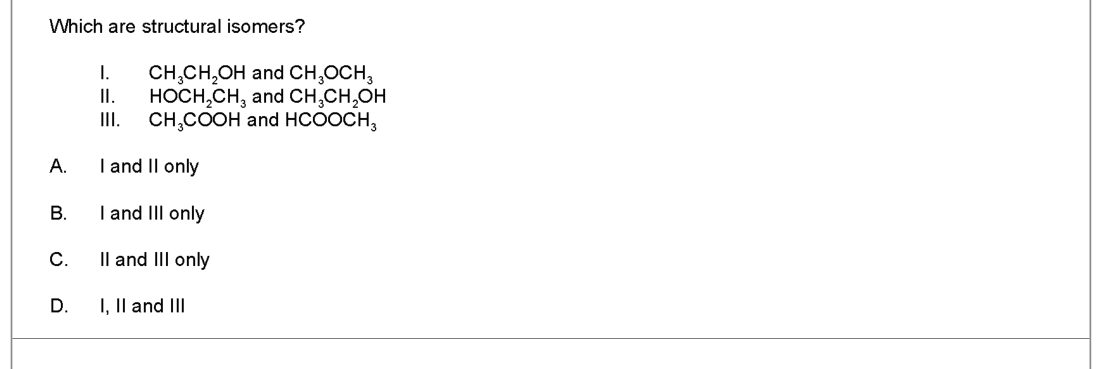 Which are structural isomers?
I. CH₃CH₂OH and CH₃OCH₃
II. HOCH₂CH₃ and CH₃CH₂OH
III. CH₃COOH and HCOOCH₃
A. I and II only
B. I and III only
C. II and III only
D. I, II and III